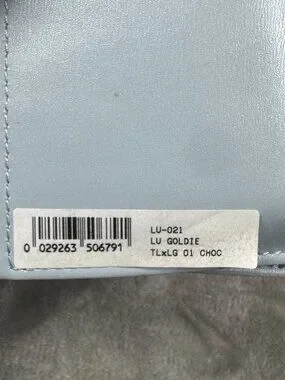 LU-021
LU GOLDIE
TLxLG 01 CHOC
0 029263 506791